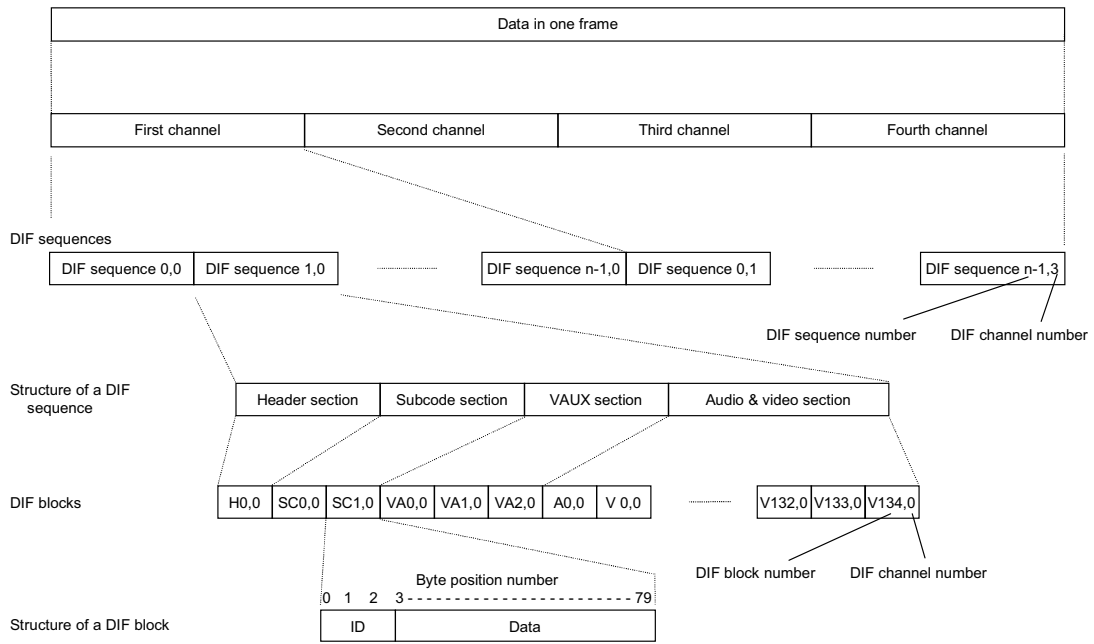 Data in one frame
First channel Second channel Third channel Fourth channel
DIF sequences
DIF sequence 0,0 DIF sequence 1,0 DIF sequence n-1,0 DIF sequence 0,1 DIF sequence n-1,3
DIF sequence number DIF channel number
Structure of a DIF
sequence
Header section Subcode section VAUX section Audio & video section
DIF blocks
H0,0 SC0,0 SC1,0 VA0,0 VA1,0 VA2,0 A0,0 V 0,0 V132,0 V133,0 V134,0
DIF block number DIF channel number
Byte position number
0 1 2 3 - - - - - - - - - - - - - - - - - - - - - - - - - - 79
Structure of a DIF block
ID Data